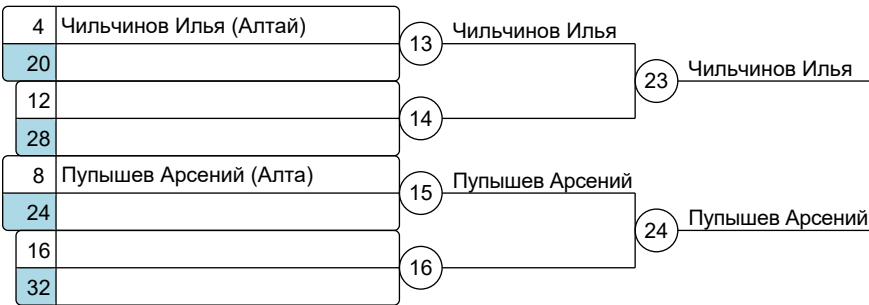 4 Чильчинов Илья (Алтай)
13 Чильчинов Илья
20
23 Чильчинов Илья
12
14
28
8 Пупышев Арсений (Алта)
15 Пупышев Арсений
24
24 Пупышев Арсений
16
16
32